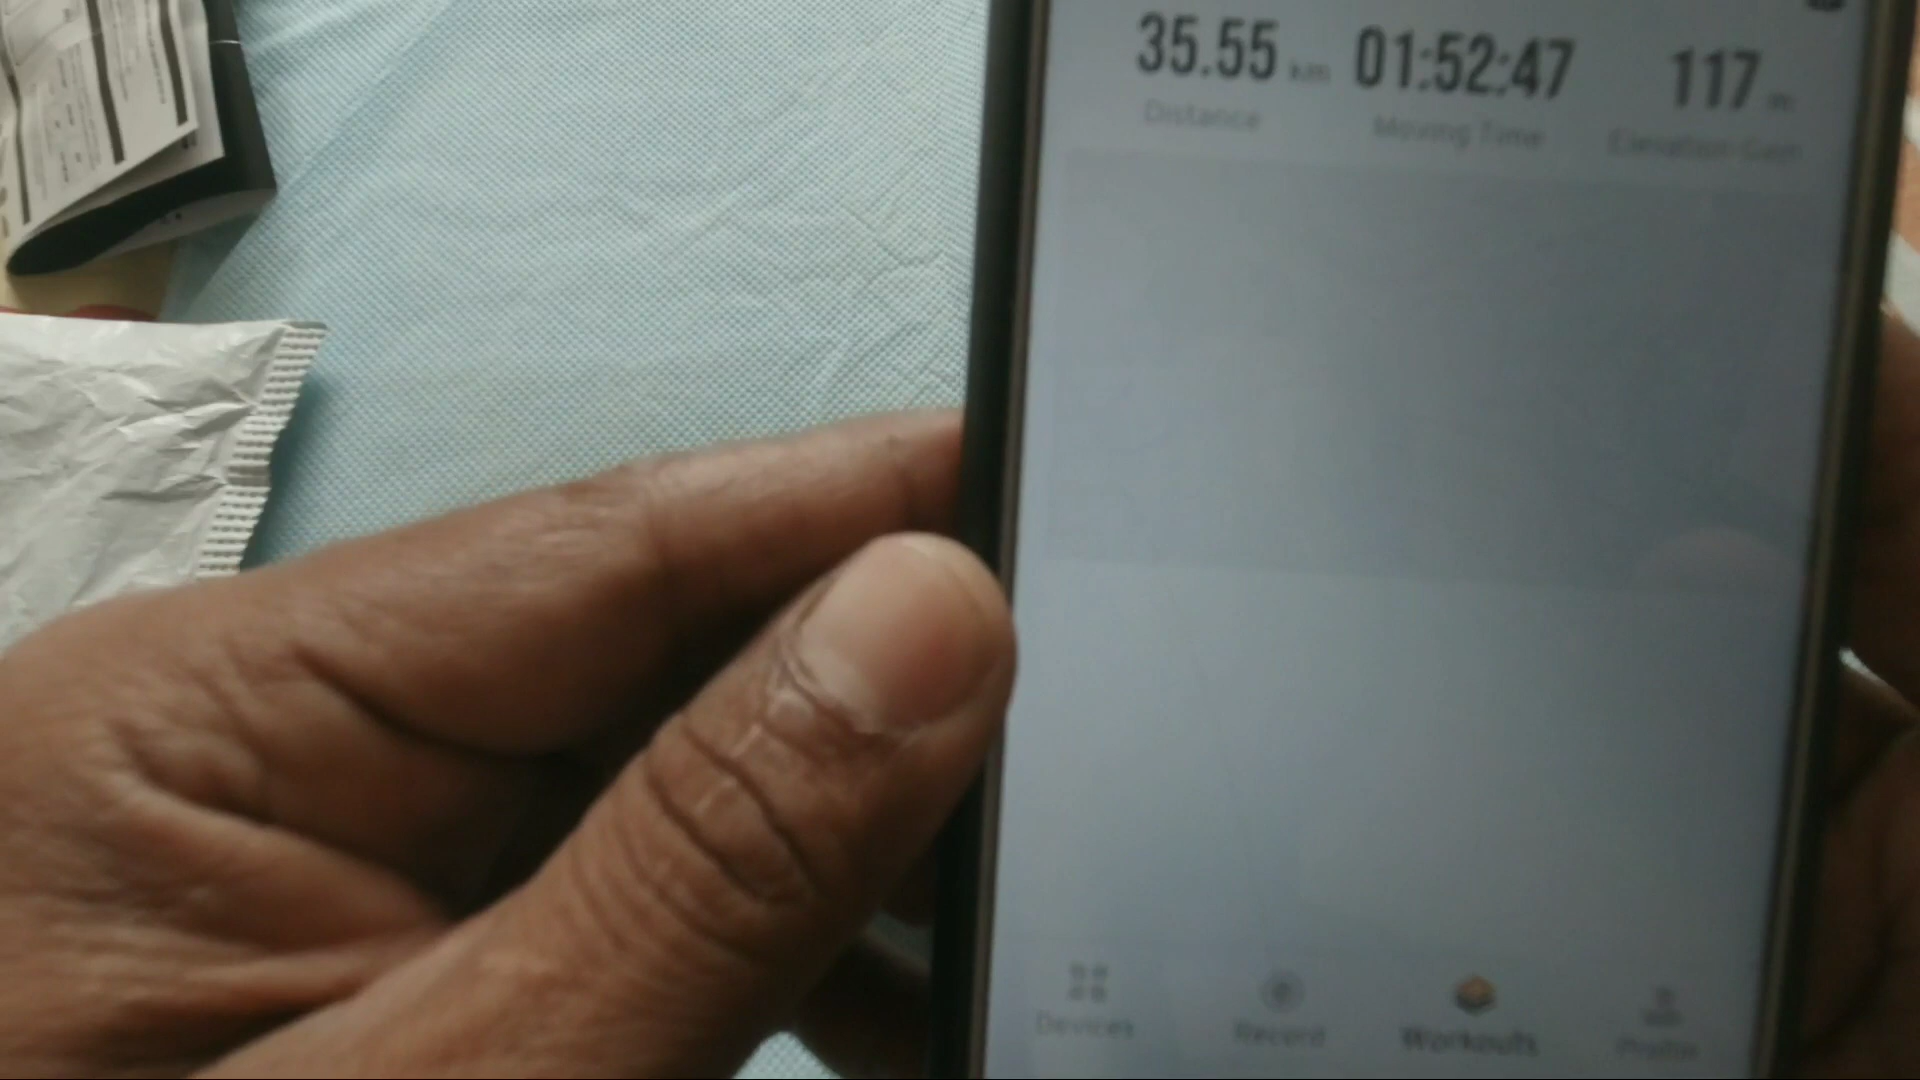 35.55 km 01:52:47 117 m
Distance Moving Time Elevation Gain
Devices Record Workouts Profile